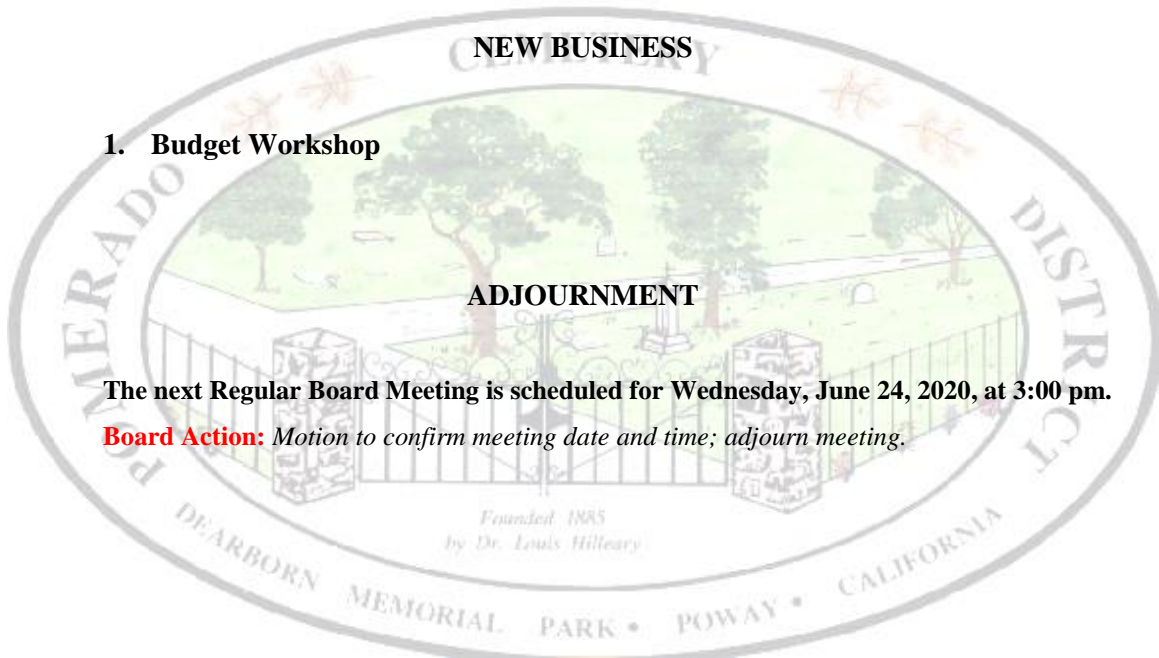 NEW BUSINESS
1. Budget Workshop
ADJOURNMENT
The next Regular Board Meeting is scheduled for Wednesday, June 24, 2020, at 3:00 pm.
Board Action: Motion to confirm meeting date and time; adjourn meeting.
POMERADO CEMETERY DISTRICT
Founded 1885
by Dr. Louis Hilleary
DEARBORN MEMORIAL PARK • POWAY • CALIFORNIA